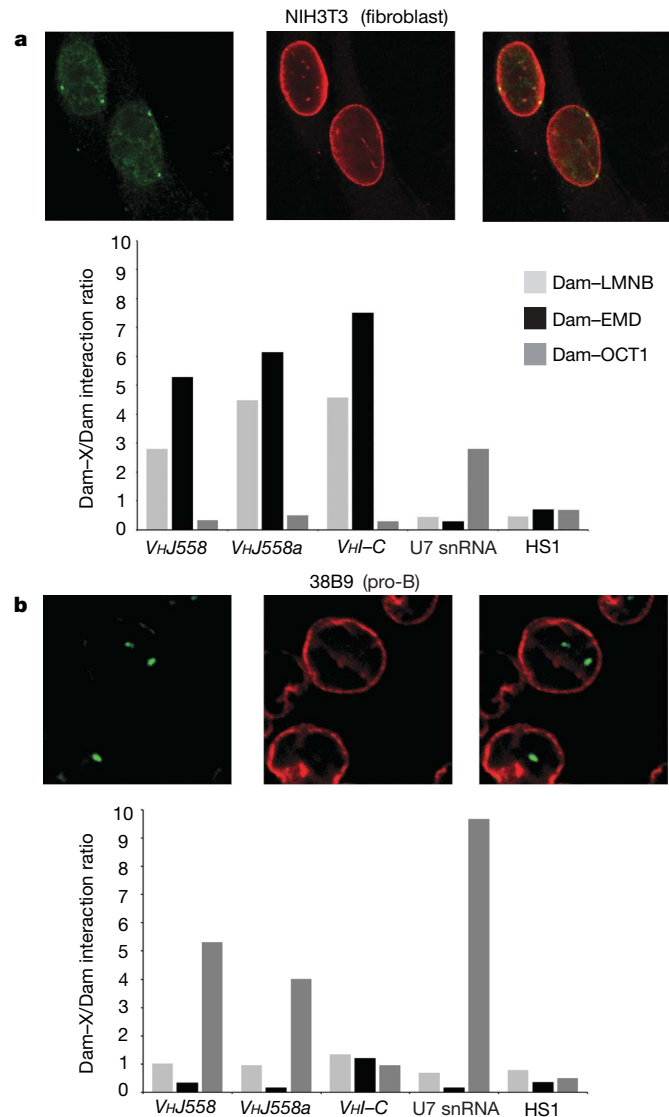 NIH3T3 (fibroblast)
a
10
9
8
7
6
5
4
3
2
1
0
Dam–X/Dam interaction ratio
Dam–LMNB
Dam–EMD
Dam–OCT1
VHJ558 VHJ558a VHI–C U7 snRNA HS1
38B9 (pro-B)
b
10
9
8
7
6
5
4
3
2
1
0
Dam–X/Dam interaction ratio
VHJ558 VHJ558a VHI–C U7 snRNA HS1